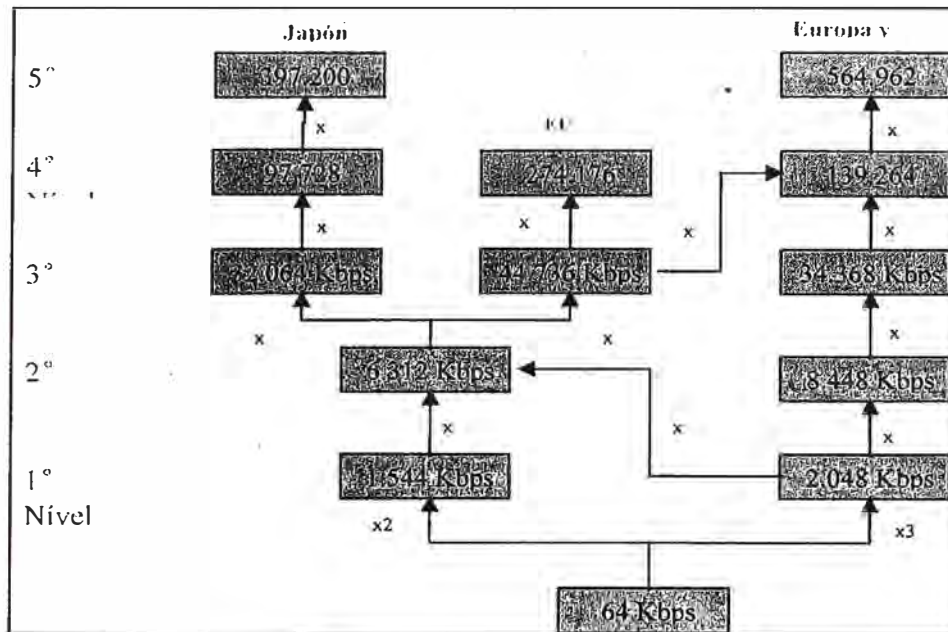 Japón Europa y
5° 397.200 564.962
x x
4° 97.728 274.176 139.264
x x x x
3° 32.064 Kbps 44.736 Kbps 34.368 Kbps
x x x
2° 6.312 Kbps 8.448 Kbps
x x x
1° 1.544 Kbps 2.048 Kbps
Nível
x2 x3
64 Kbps